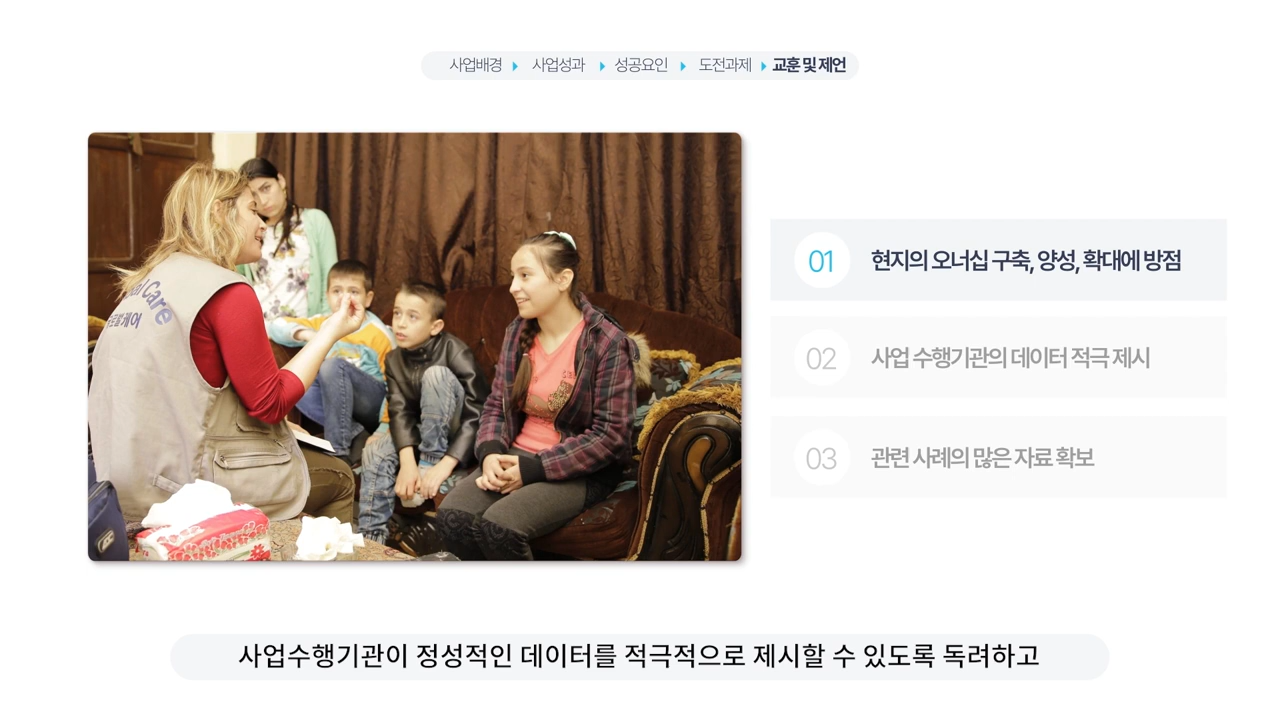 사업배경 사업성과 성공요인 도전과제 교훈 및 제언
Care
케어
01 현지의 오너십 구축, 양성, 확대에 방점
02 사업 수행기관의 데이터 적극 제시
03 관련 사례의 많은 자료 확보
사업수행기관이 정성적인 데이터를 적극적으로 제시할 수 있도록 독려하고